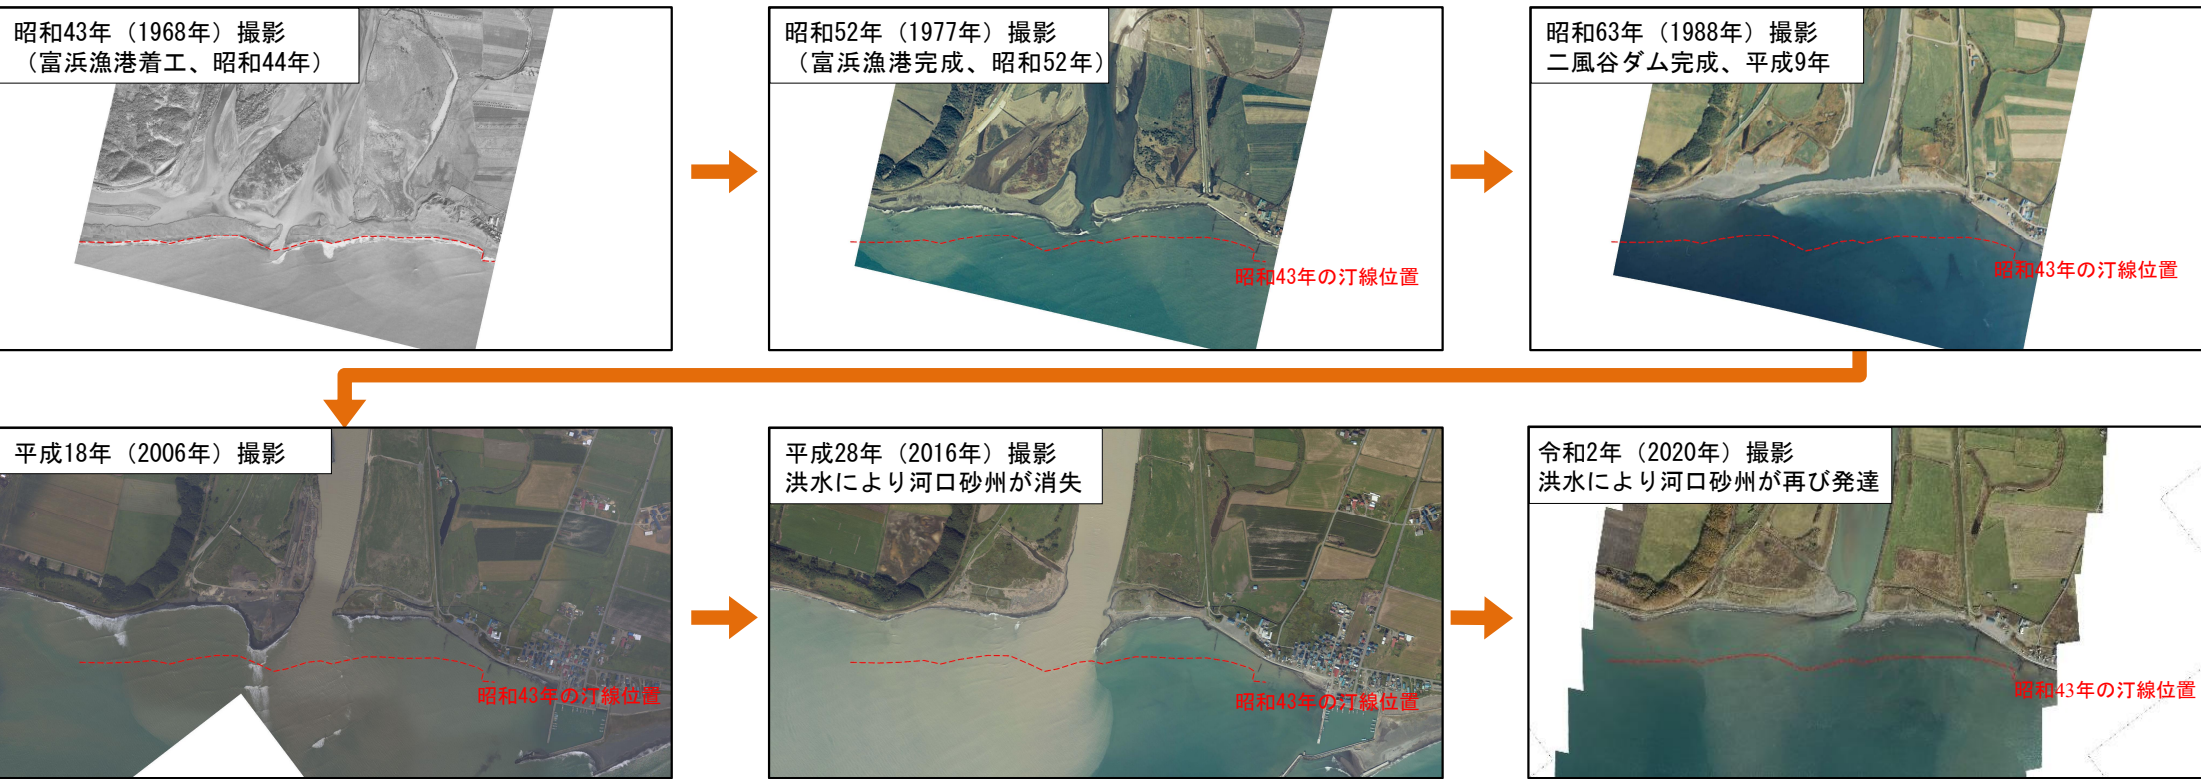 昭和43年（1968年）撮影
（富浜漁港着工、昭和44年）
昭和52年（1977年）撮影
（富浜漁港完成、昭和52年）
昭和43年の汀線位置
昭和63年（1988年）撮影
二風谷ダム完成、平成9年
昭和43年の汀線位置
平成18年（2006年）撮影
昭和43年の汀線位置
平成28年（2016年）撮影
洪水により河口砂州が消失
昭和43年の汀線位置
令和2年（2020年）撮影
洪水により河口砂州が再び発達
昭和43年の汀線位置